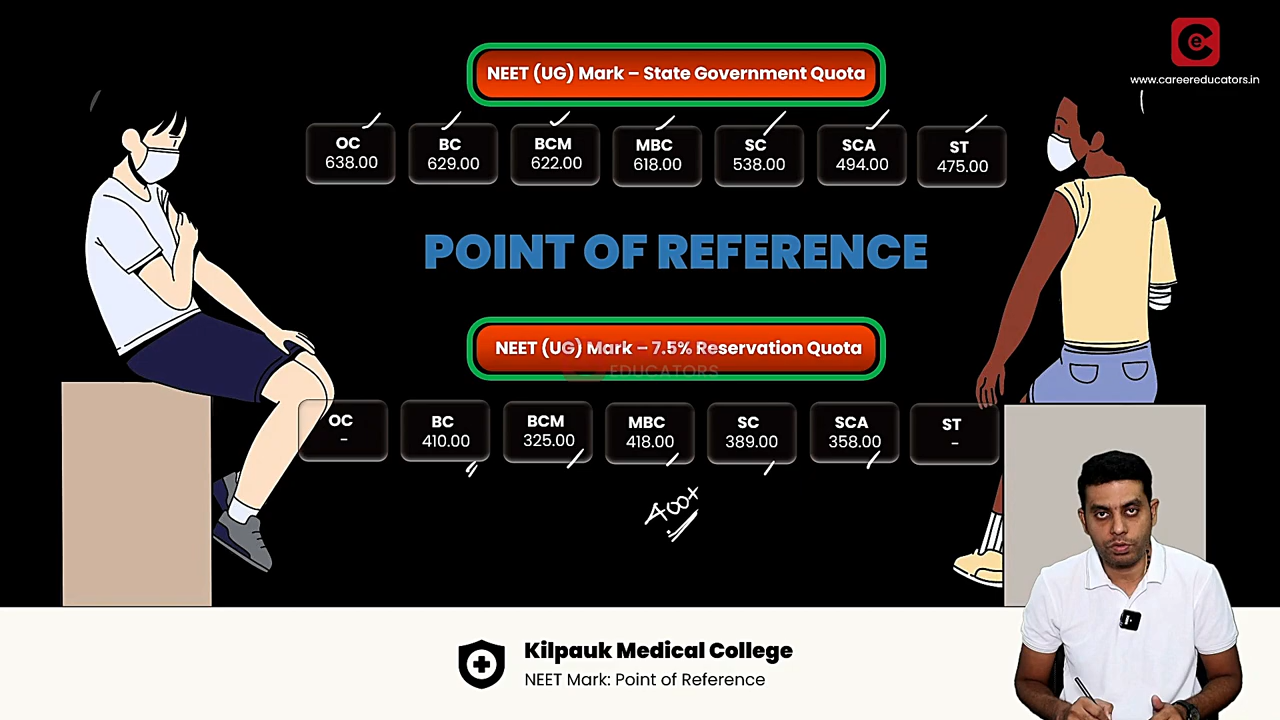 NEET (UG) Mark – State Government Quota
www.careereducators.in
OC
638.00
BC
629.00
BCM
622.00
MBC
618.00
SC
538.00
SCA
494.00
ST
475.00
POINT OF REFERENCE
NEET (UG) Mark – 7.5% Reservation Quota
EDUCATORS
OC
-
BC
410.00
BCM
325.00
MBC
418.00
SC
389.00
SCA
358.00
ST
-
400+
Kilpauk Medical College
NEET Mark: Point of Reference